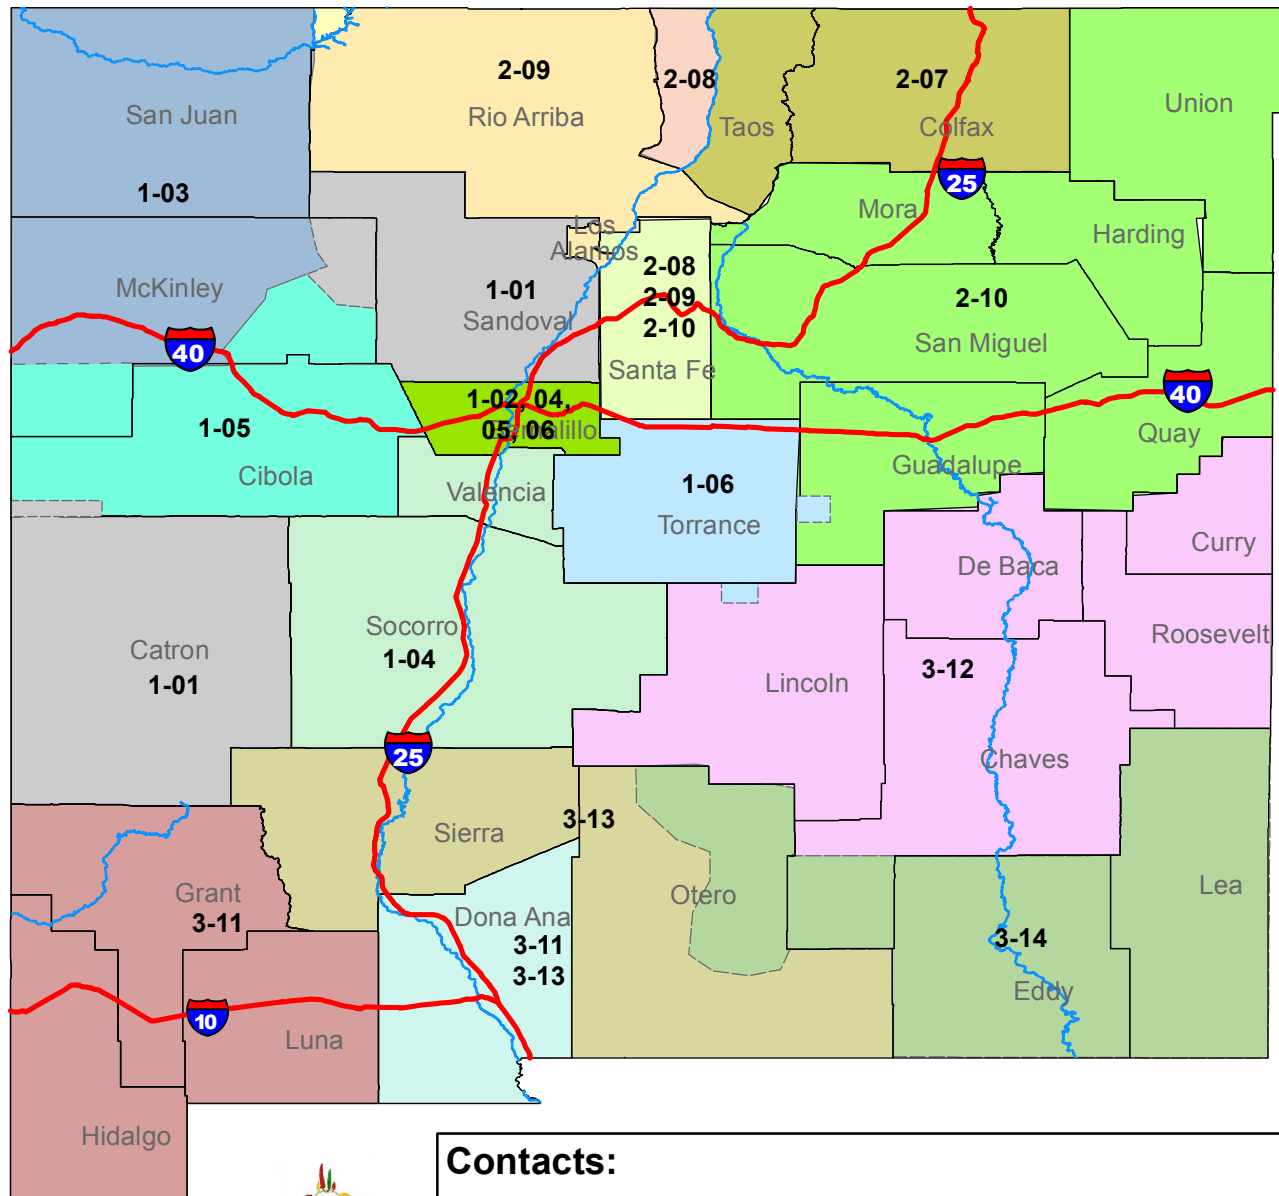 2-09
2-08
2-07
Union
San Juan
Rio Arriba
Taos
Colfax
25
1-03
Mora
Los
Alamos
Harding
McKinley
1-01
Sandoval
2-08
2-09
2-10
Santa Fe
2-10
San Miguel
40
40
1-02, 04,
05, 06
Bernalillo
1-05
Quay
Cibola
Valencia
1-06
Torrance
Guadalupe
Curry
De Baca
Socorro
1-04
Roosevelt
Catron
1-01
Lincoln
3-12
25
Chaves
Sierra
3-13
Grant
3-11
Otero
Lea
Dona Ana
3-11
3-13
3-14
Eddy
10
Luna
Hidalgo
Contacts: